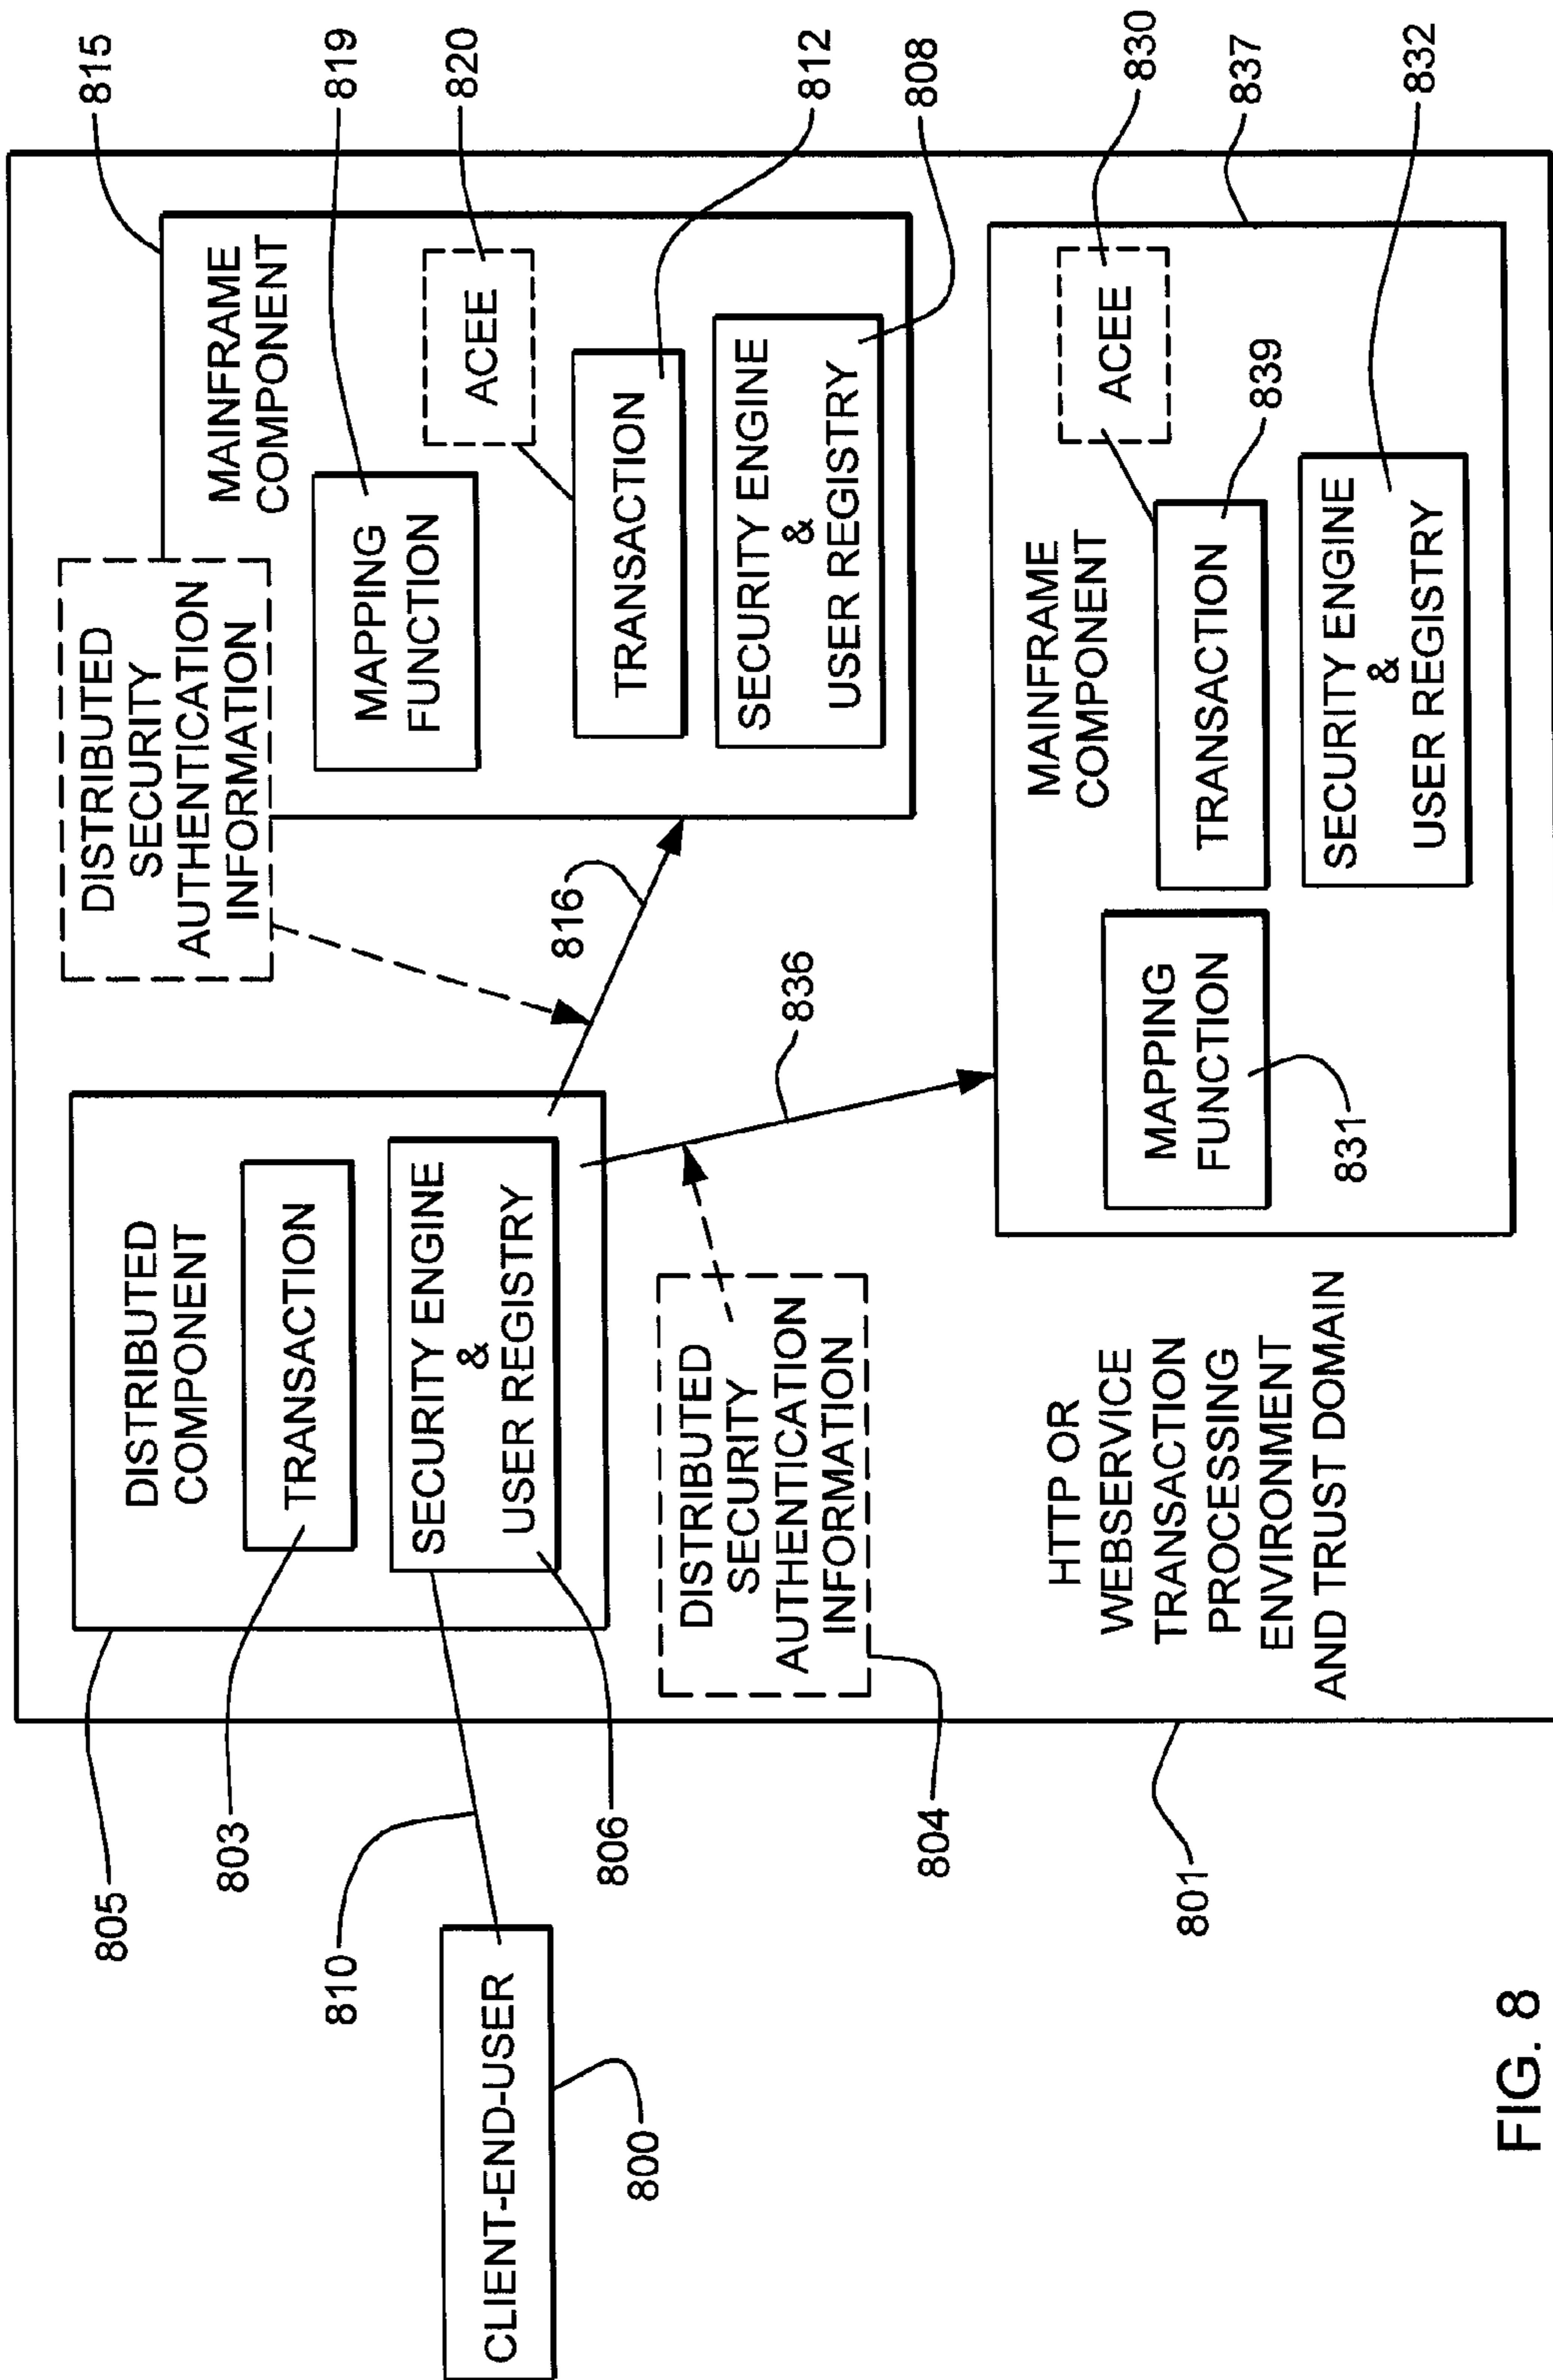 815
819
820
812
808
830
837
832
DISTRIBUTED
SECURITY
AUTHENTICATION
INFORMATION
MAINFRAME
COMPONENT
MAPPING
FUNCTION
ACEE
TRANSACTION
SECURITY ENGINE
&
USER REGISTRY
816
836
MAINFRAME
COMPONENT
ACEE
839
TRANSACTION
SECURITY ENGINE
&
USER REGISTRY
MAPPING
FUNCTION
831
DISTRIBUTED
COMPONENT
TRANSACTION
SECURITY ENGINE
&
USER REGISTRY
DISTRIBUTED
SECURITY
AUTHENTICATION
INFORMATION
HTTP OR
WEBSERVICE
TRANSACTION
PROCESSING
ENVIRONMENT
AND TRUST DOMAIN
805
803
810
806
804
801
CLIENT-END-USER
800
FIG. 8